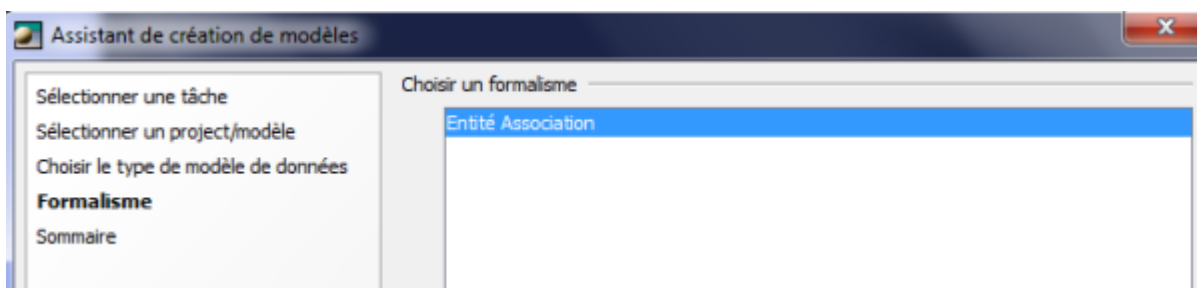 Assistant de création de modèles
Sélectionner une tâche
Sélectionner un project/modèle
Choisir le type de modèle de données
Formalisme
Sommaire
Choisir un formalisme
Entité Association